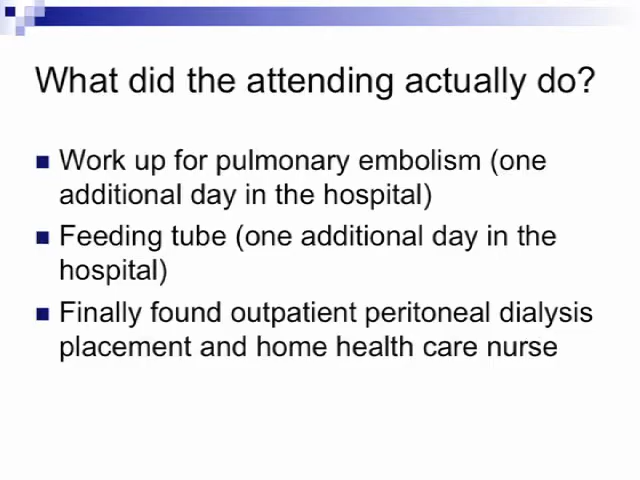 What did the attending actually do?
Work up for pulmonary embolism (one
additional day in the hospital)
Feeding tube (one additional day in the
hospital)
Finally found outpatient peritoneal dialysis
placement and home health care nurse